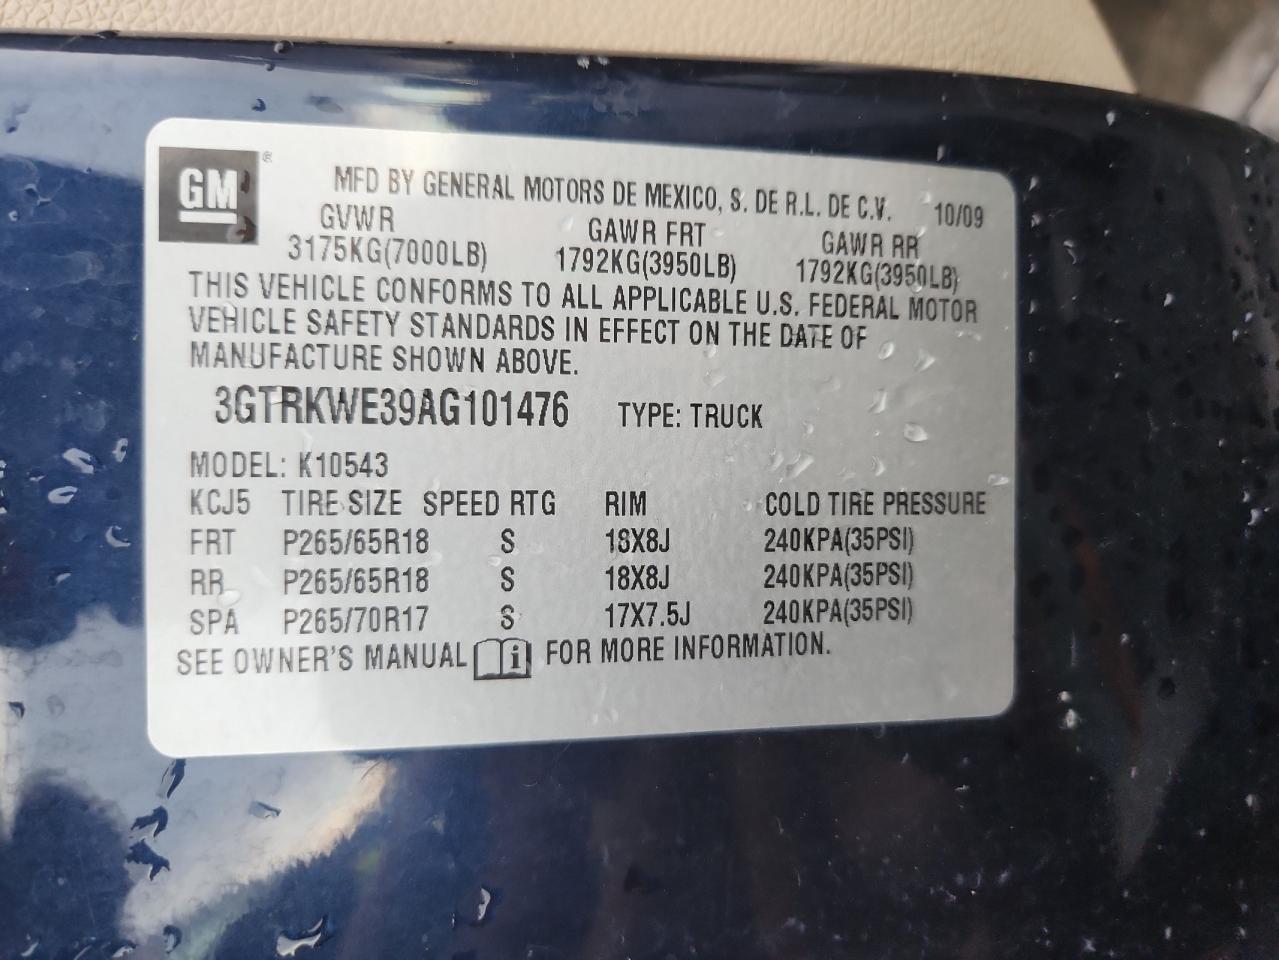 GM ®
MFD BY GENERAL MOTORS DE MEXICO, S. DE R.L. DE C.V. 10/09
GVWR GAWR FRT GAWR RR
3175KG(7000LB) 1792KG(3950LB) 1792KG(3950LB)
THIS VEHICLE CONFORMS TO ALL APPLICABLE U.S. FEDERAL MOTOR
VEHICLE SAFETY STANDARDS IN EFFECT ON THE DATE OF
MANUFACTURE SHOWN ABOVE.
3GTRKWE39AG101476 TYPE: TRUCK
MODEL: K10543
KCJ5 TIRE SIZE SPEED RTG RIM COLD TIRE PRESSURE
FRT P265/65R18 S 18X8J 240KPA(35PSI)
RR P265/65R18 S 18X8J 240KPA(35PSI)
SPA P265/70R17 S 17X7.5J 240KPA(35PSI)
SEE OWNER'S MANUAL i FOR MORE INFORMATION.